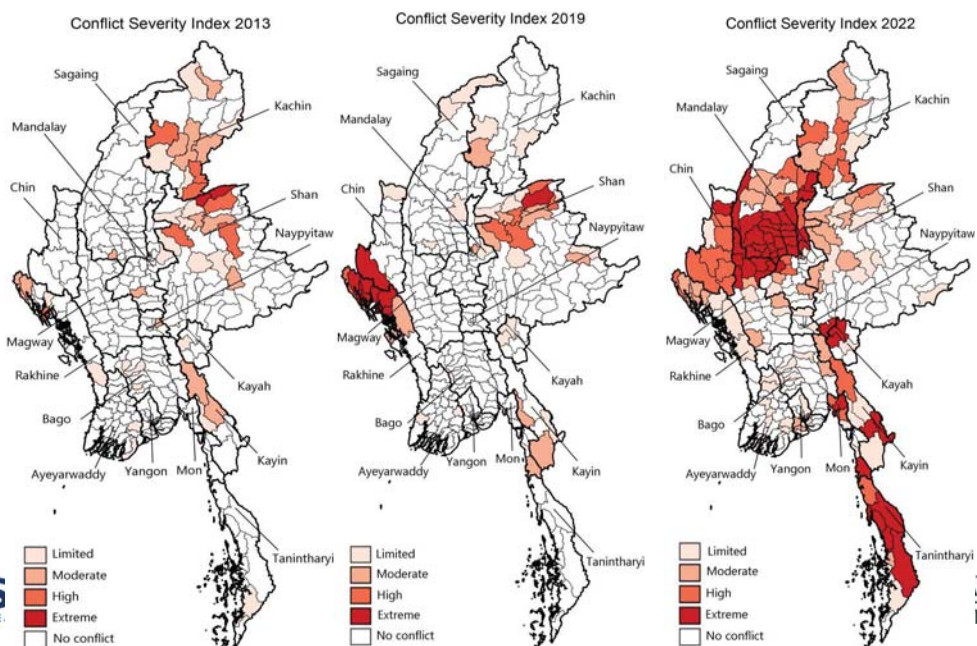 Conflict Severity Index 2013
Sagaing
Kachin
Mandalay
Chin
Shan
Naypyitaw
Magway
Rakhine
Kayah
Bago
Ayeyarwaddy
Yangon
Mon
Kayin
Tanintharyi
Limited
Moderate
High
Extreme
No conflict
Conflict Severity Index 2019
Sagaing
Kachin
Mandalay
Chin
Shan
Naypyitaw
Magway
Rakhine
Kayah
Bago
Ayeyarwaddy
Yangon
Mon
Kayin
Tanintharyi
Limited
Moderate
High
Extreme
No conflict
Conflict Severity Index 2022
Sagaing
Kachin
Mandalay
Chin
Shan
Naypyitaw
Magway
Rakhine
Kayah
Bago
Ayeyarwaddy
Yangon
Mon
Kayin
Tanintharyi
Limited
Moderate
High
Extreme
No conflict